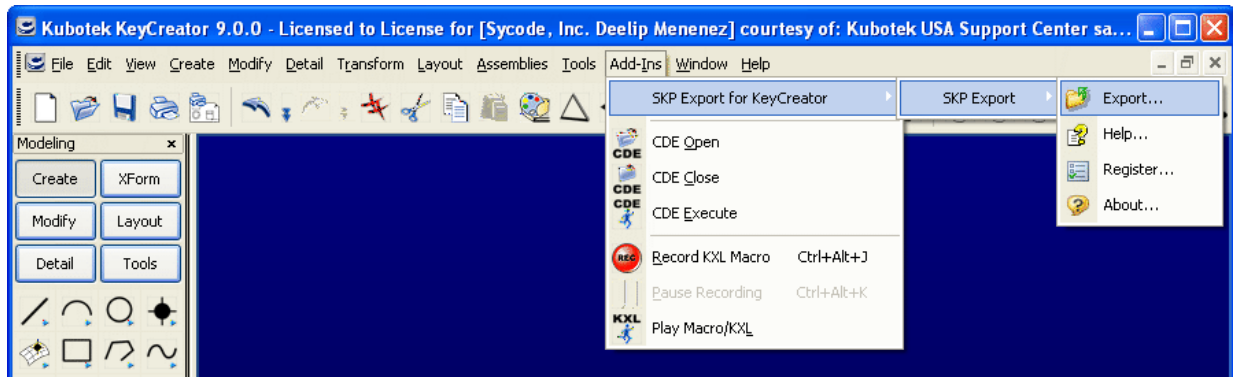 Kubotek KeyCreator 9.0.0 - Licensed to License for [Sycode, Inc. Deelip Menenez] courtesy of: Kubotek USA Support Center sa...
File Edit View Create Modify Detail Transform Layout Assemblies Tools Add-Ins Window Help
SKP Export for KeyCreator
SKP Export
Export...
Help...
Register...
About...
CDE CDE Open
CDE CDE Close
CDE CDE Execute
REC Record KXL Macro Ctrl+Alt+J
Pause Recording Ctrl+Alt+K
KXL Play Macro/KXL
Modeling
Create XForm
Modify Layout
Detail Tools